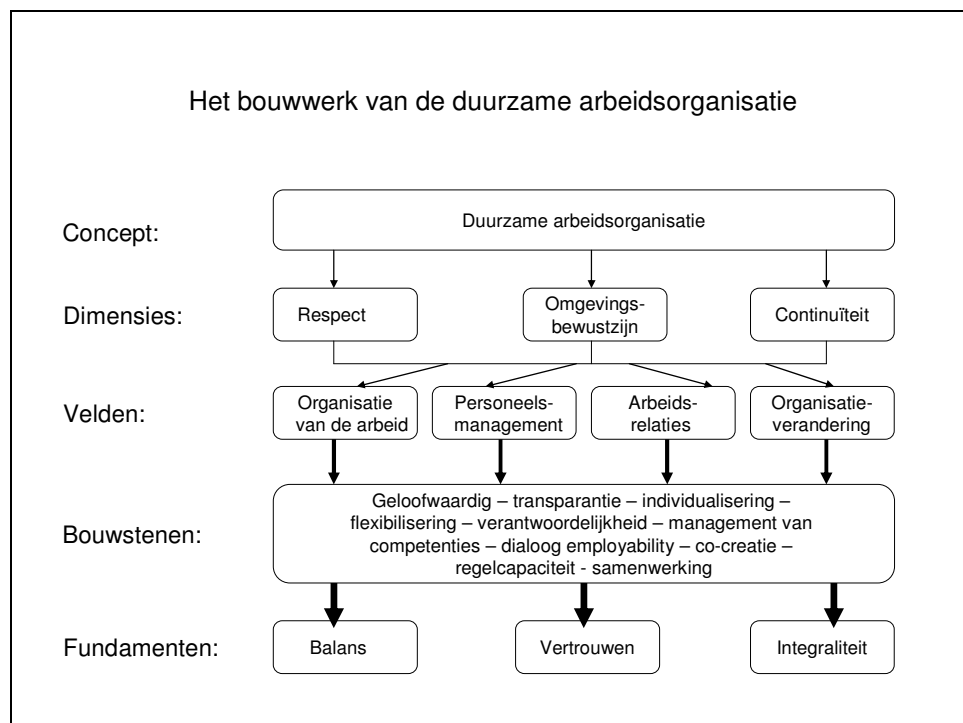 Het bouwwerk van de duurzame arbeidsorganisatie
Concept:
Duurzame arbeidsorganisatie
Dimensies:
Respect
Omgevings-
bewustzijn
Continuïteit
Velden:
Organisatie
van de arbeid
Personeels-
management
Arbeids-
relaties
Organisatie-
verandering
Bouwstenen:
Geloofwaardig – transparantie – individualisering –
flexibilisering – verantwoordelijkheid – management van
competenties – dialoog employability – co-creatie –
regelcapaciteit - samenwerking
Fundamenten:
Balans
Vertrouwen
Integraliteit